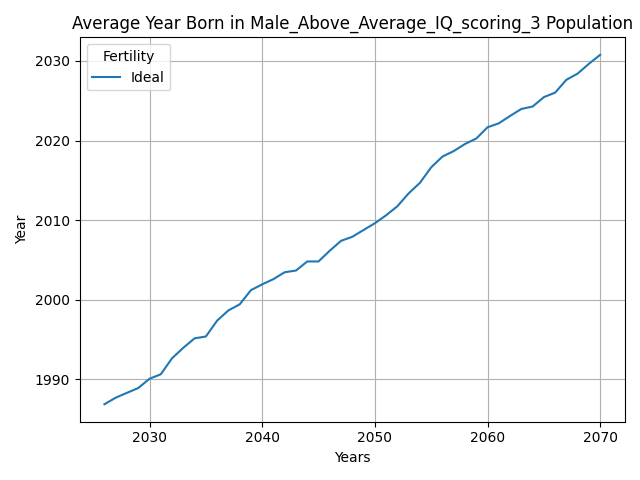 Average Year Born in Male_Above_Average_IQ_scoring_3 Population
Fertility
Ideal
Year
2030
2020
2010
2000
1990
2030 2040 2050 2060 2070
Years